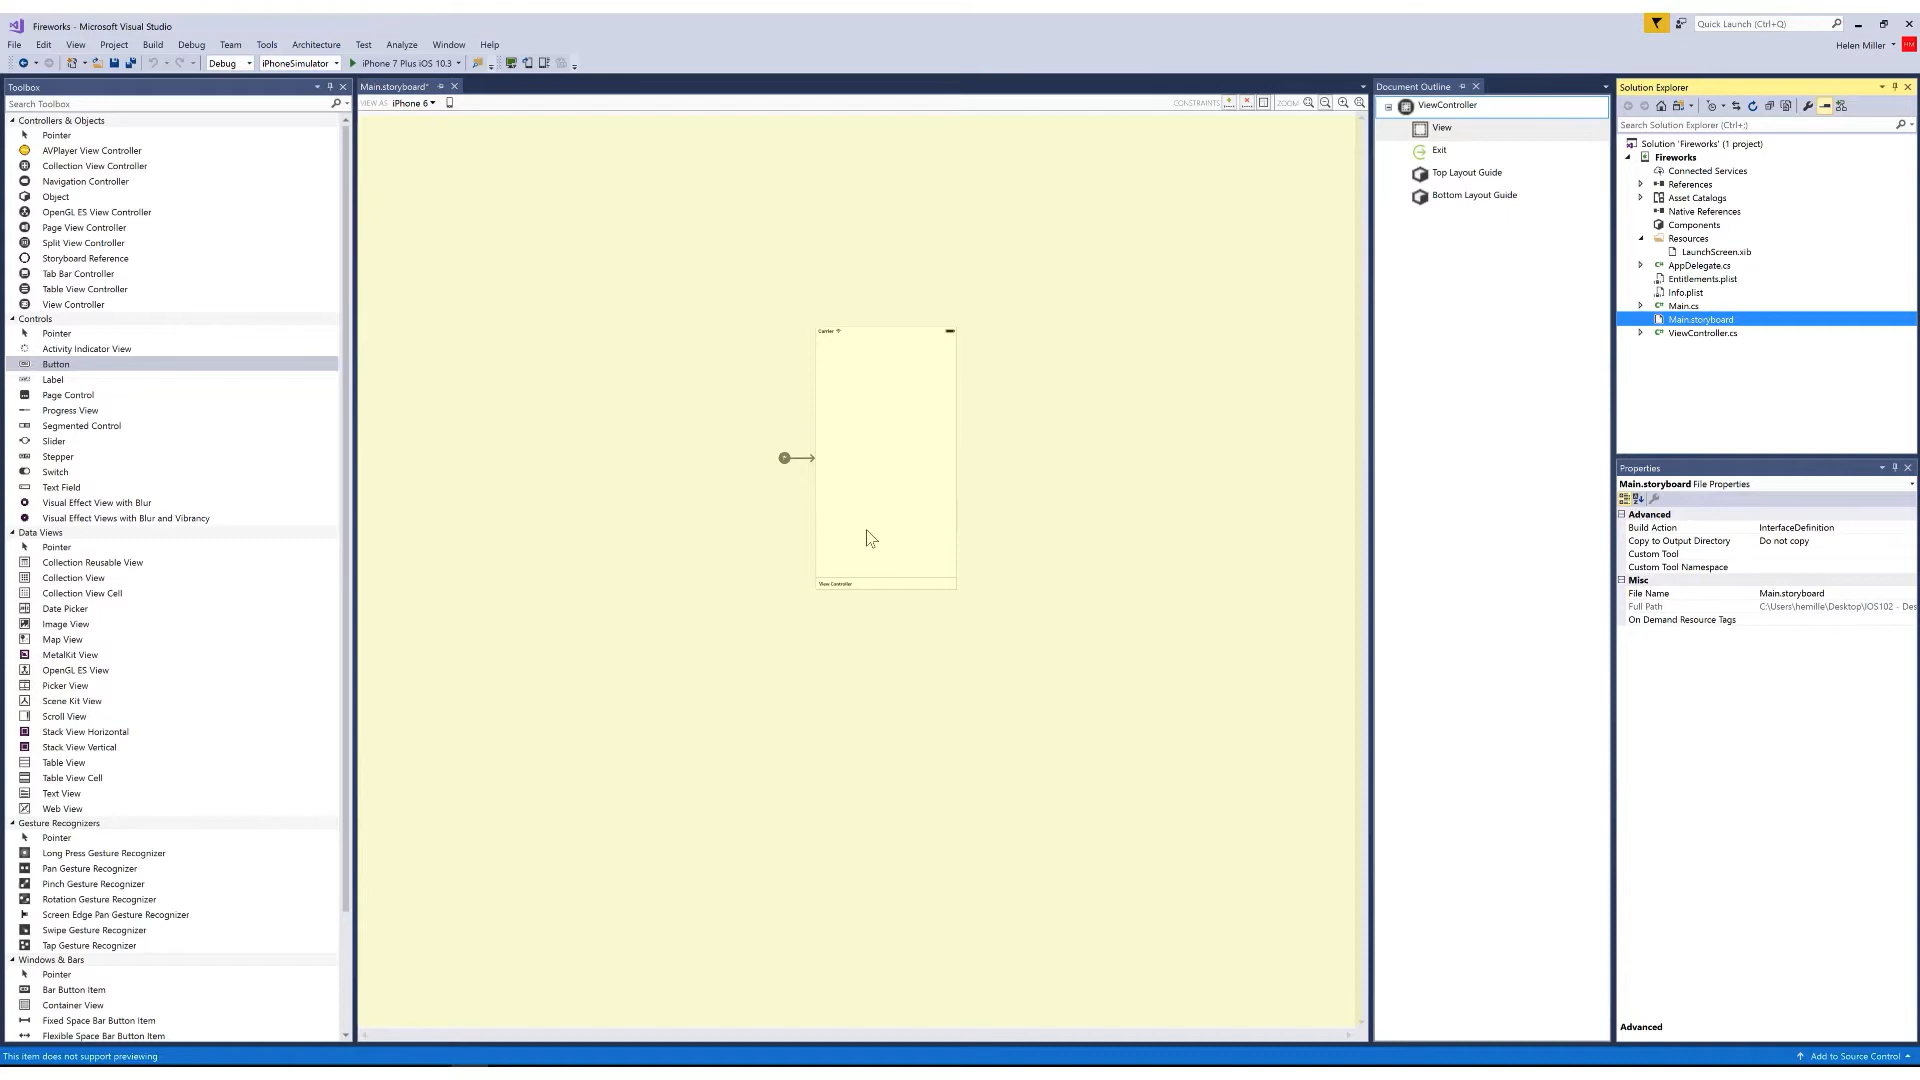 Fireworks - Microsoft Visual Studio
Quick Launch (Ctrl+Q)
File Edit View Project Build Debug Team Tools Architecture Test Analyze Window Help
Helen Miller HM
Debug iPhoneSimulator iPhone 7 Plus iOS 10.3
Toolbox
Search Toolbox
Controllers & Objects
Pointer
AVPlayer View Controller
Collection View Controller
Navigation Controller
Object
OpenGL ES View Controller
Page View Controller
Split View Controller
Storyboard Reference
Tab Bar Controller
Table View Controller
View Controller
Controls
Pointer
Activity Indicator View
Button
Label
Page Control
Progress View
Segmented Control
Slider
Stepper
Switch
Text Field
Visual Effect View with Blur
Visual Effect Views with Blur and Vibrancy
Data Views
Pointer
Collection Reusable View
Collection View
Collection View Cell
Date Picker
Image View
Map View
MetalKit View
OpenGL ES View
Picker View
Scene Kit View
Scroll View
Stack View Horizontal
Stack View Vertical
Table View
Table View Cell
Text View
Web View
Gesture Recognizers
Pointer
Long Press Gesture Recognizer
Pan Gesture Recognizer
Pinch Gesture Recognizer
Rotation Gesture Recognizer
Screen Edge Pan Gesture Recognizer
Swipe Gesture Recognizer
Tap Gesture Recognizer
Windows & Bars
Pointer
Bar Button Item
Container View
Fixed Space Bar Button Item
Flexible Space Bar Button Item
Main.storyboard*
VIEW AS iPhone 6
CONSTRAINTS
ZOOM
Carrier
View Controller
Document Outline
ViewController
View
Exit
Top Layout Guide
Bottom Layout Guide
Solution Explorer
Search Solution Explorer (Ctrl+;)
Solution 'Fireworks' (1 project)
Fireworks
Connected Services
References
Asset Catalogs
Native References
Components
Resources
LaunchScreen.xib
AppDelegate.cs
Entitlements.plist
Info.plist
Main.cs
Main.storyboard
ViewController.cs
Properties
Main.storyboard File Properties
Advanced
Build Action InterfaceDefinition
Copy to Output Directory Do not copy
Custom Tool
Custom Tool Namespace
Misc
File Name Main.storyboard
Full Path C:\Users\hemille\Desktop\IOS102 - Des
On Demand Resource Tags
Advanced
This item does not support previewing
Add to Source Control